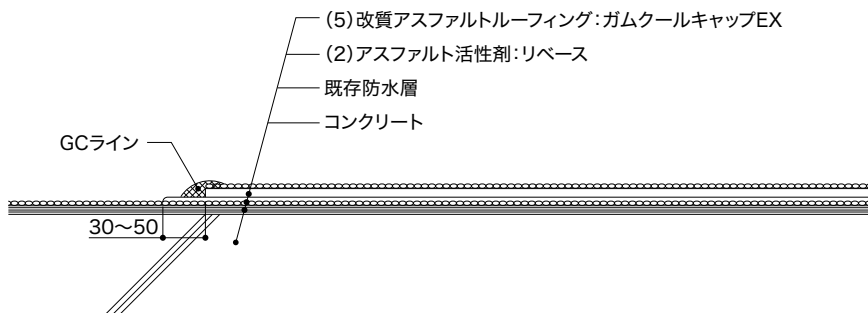 (5)改質アスファルトルーフィング:ガムクールキャップEX
(2)アスファルト活性剤:リベース
既存防水層
コンクリート
GCライン
30〜50